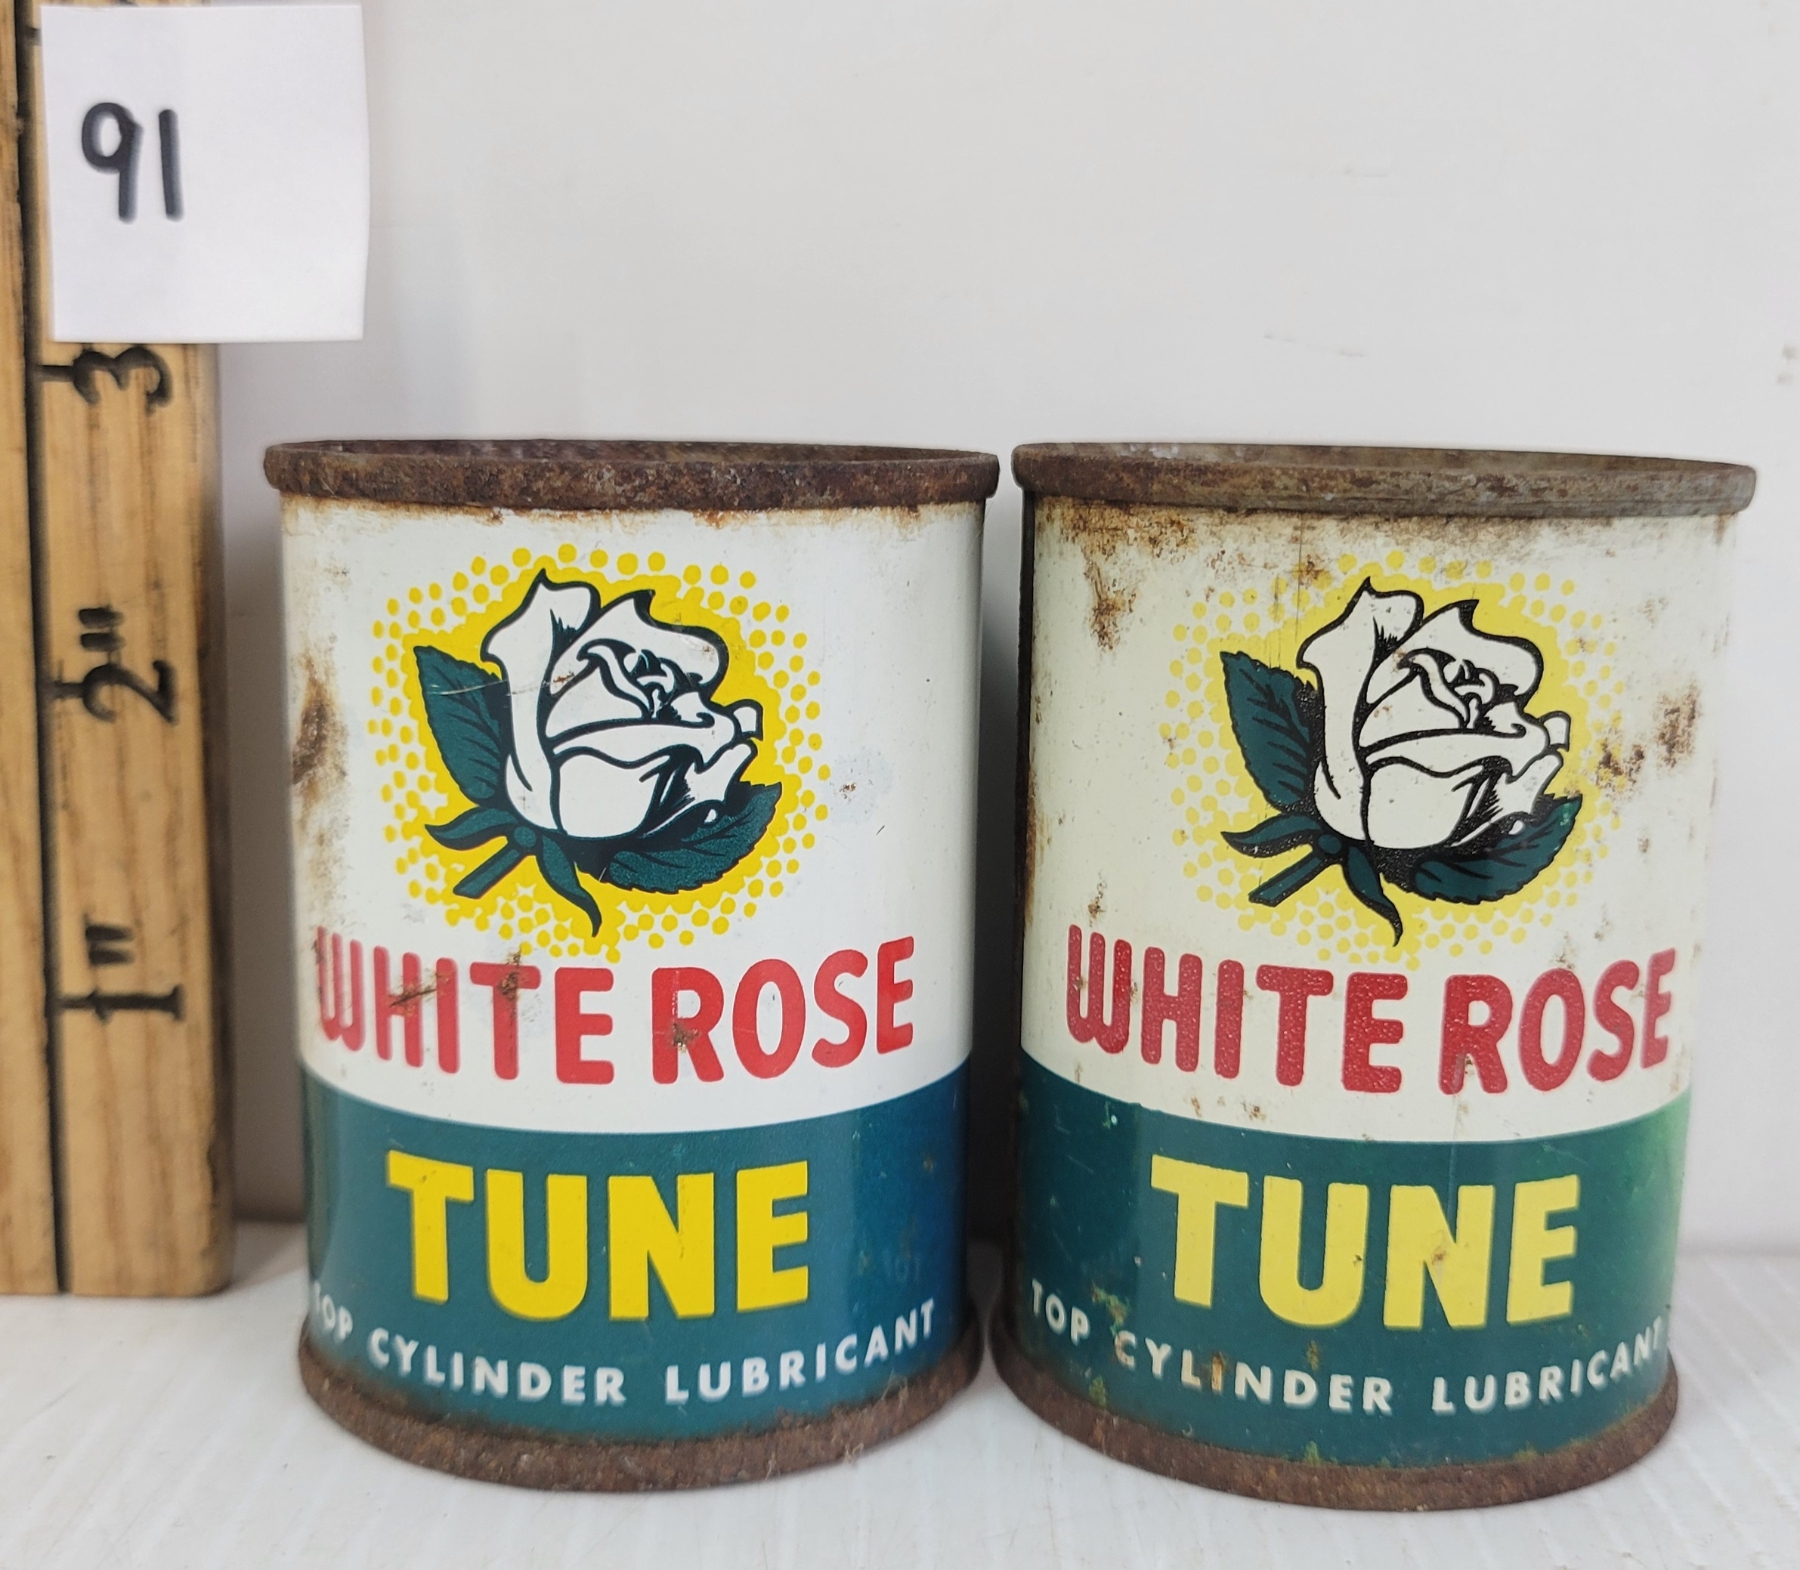 91
3
2"
1"
WHITE ROSE
TUNE
TOP CYLINDER LUBRICANT
WHITE ROSE
TUNE
TOP CYLINDER LUBRICANT